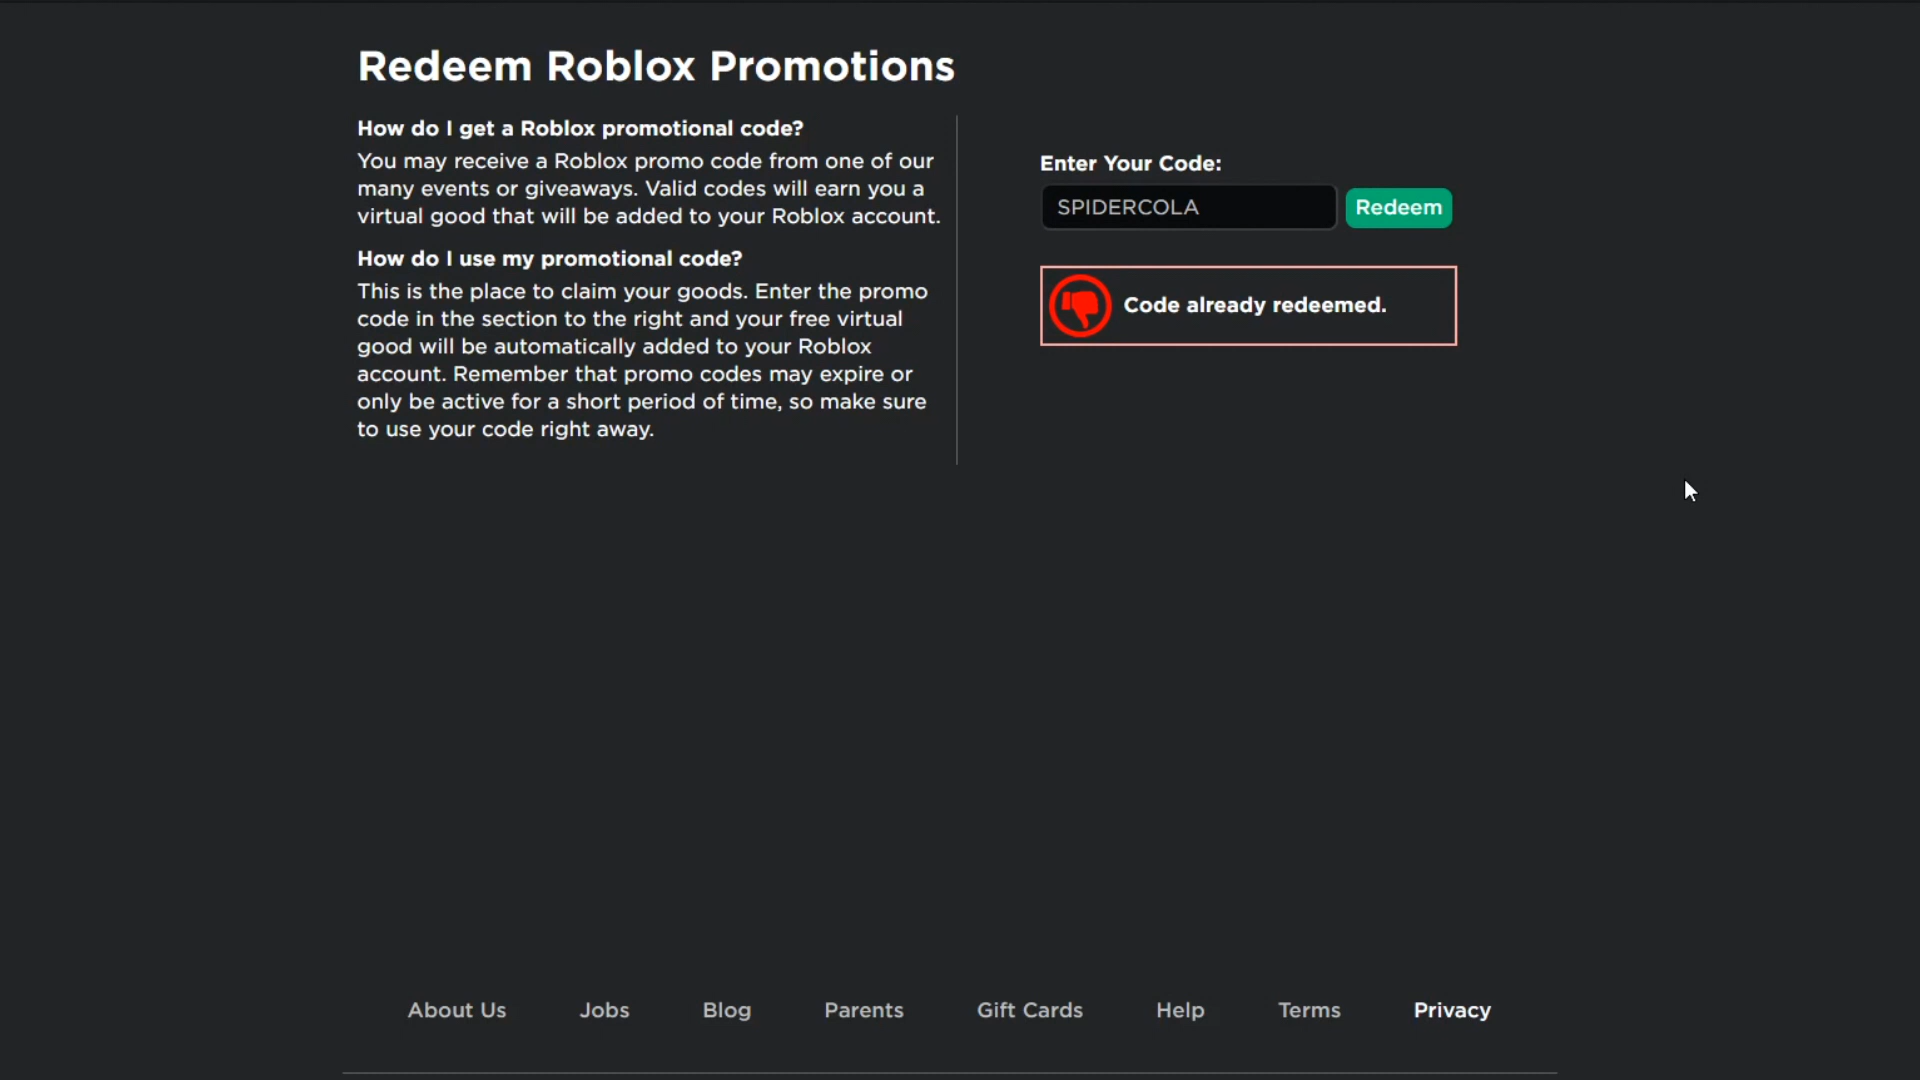 Redeem Roblox Promotions
How do I get a Roblox promotional code?
You may receive a Roblox promo code from one of our
many events or giveaways. Valid codes will earn you a
virtual good that will be added to your Roblox account.
How do I use my promotional code?
This is the place to claim your goods. Enter the promo
code in the section to the right and your free virtual
good will be automatically added to your Roblox
account. Remember that promo codes may expire or
only be active for a short period of time, so make sure
to use your code right away.
Enter Your Code:
SPIDERCOLA
Redeem
Code already redeemed.
About Us
Jobs
Blog
Parents
Gift Cards
Help
Terms
Privacy